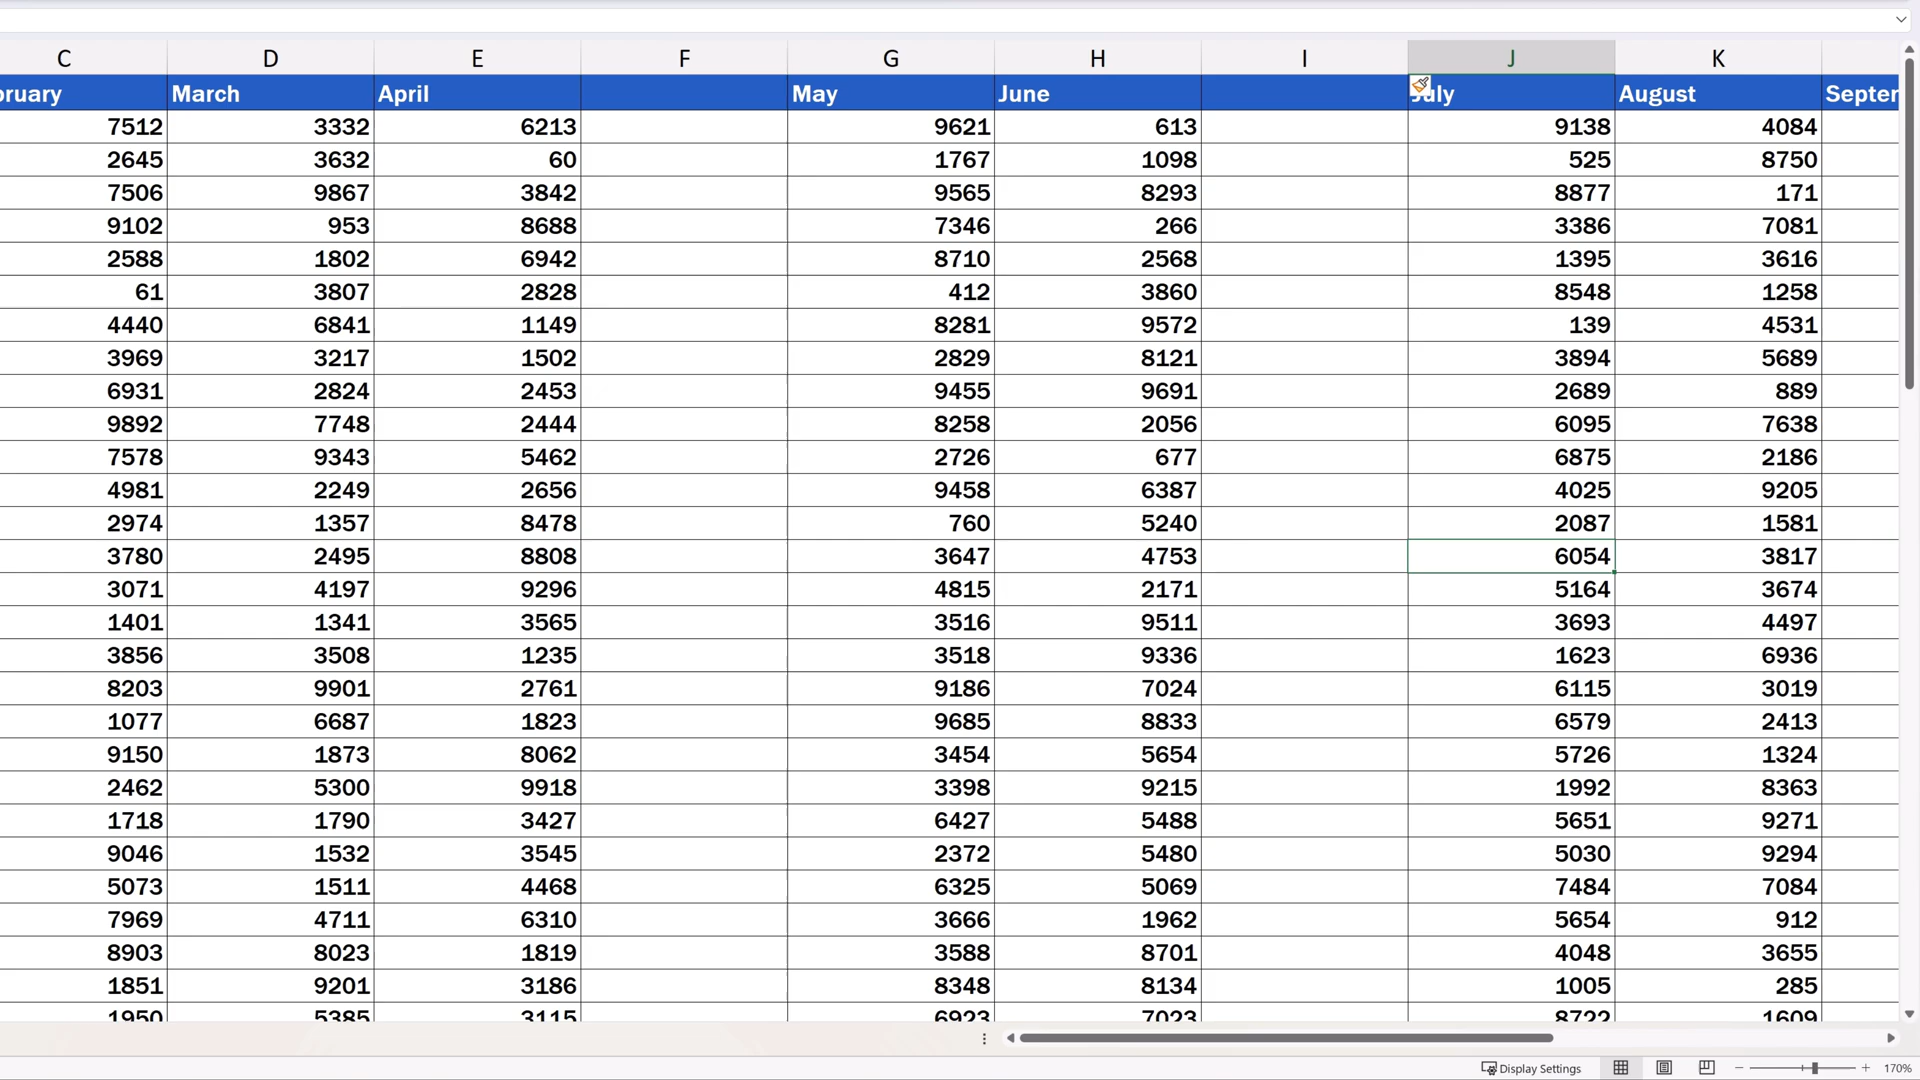 C D E F G H I J K
bruary March April May June July August Septer
7512 3332 6213 9621 613 9138 4084
2645 3632 60 1767 1098 525 8750
7506 9867 3842 9565 8293 8877 171
9102 953 8688 7346 266 3386 7081
2588 1802 6942 8710 2568 1395 3616
61 3807 2828 412 3860 8548 1258
4440 6841 1149 8281 9572 139 4531
3969 3217 1502 2829 8121 3894 5689
6931 2824 2453 9455 9691 2689 889
9892 7748 2444 8258 2056 6095 7638
7578 9343 5462 2726 677 6875 2186
4981 2249 2656 9458 6387 4025 9205
2974 1357 8478 760 5240 2087 1581
3780 2495 8808 3647 4753 6054 3817
3071 4197 9296 4815 2171 5164 3674
1401 1341 3565 3516 9511 3693 4497
3856 3508 1235 3518 9336 1623 6936
8203 9901 2761 9186 7024 6115 3019
1077 6687 1823 9685 8833 6579 2413
9150 1873 8062 3454 5654 5726 1324
2462 5300 9918 3398 9215 1992 8363
1718 1790 3427 6427 5488 5651 9271
9046 1532 3545 2372 5480 5030 9294
5073 1511 4468 6325 5069 7484 7084
7969 4711 6310 3666 1962 5654 912
8903 8023 1819 3588 8701 4048 3655
1851 9201 3186 8348 8134 1005 285
1950 5385 3115 6923 7023 8722 1609
Display Settings 170%